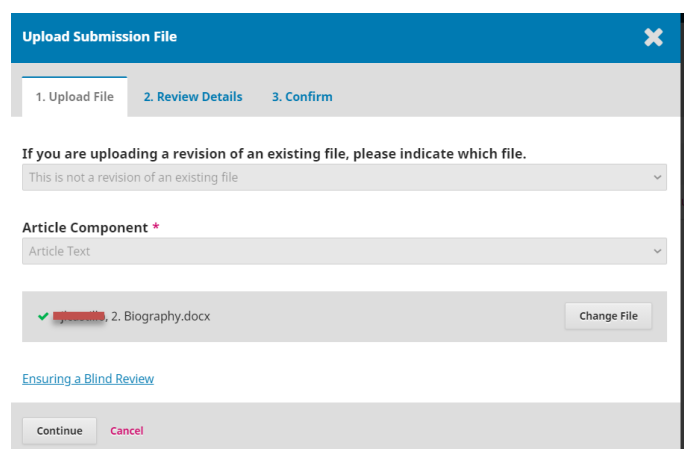 Upload Submission File
1. Upload File 2. Review Details 3. Confirm
If you are uploading a revision of an existing file, please indicate which file.
This is not a revision of an existing file
Article Component *
Article Text
, 2. Biography.docx
Change File
Ensuring a Blind Review
Continue Cancel